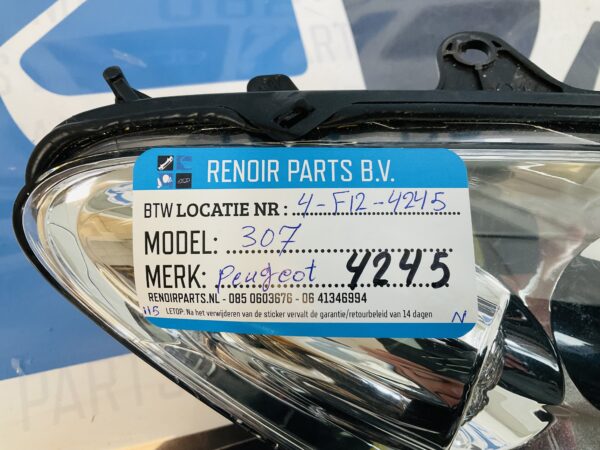 RENOIR PARTS B.V.
BTW LOCATIE NR : 4-F12-4245
MODEL: 307
MERK: Peugeot 4245
RENOIRPARTS.NL - 085 0603676 - 06 41346994
115 LETOP: Na het verwijderen van de sticker vervalt de garantie/retourbeleid van 14 dagen N